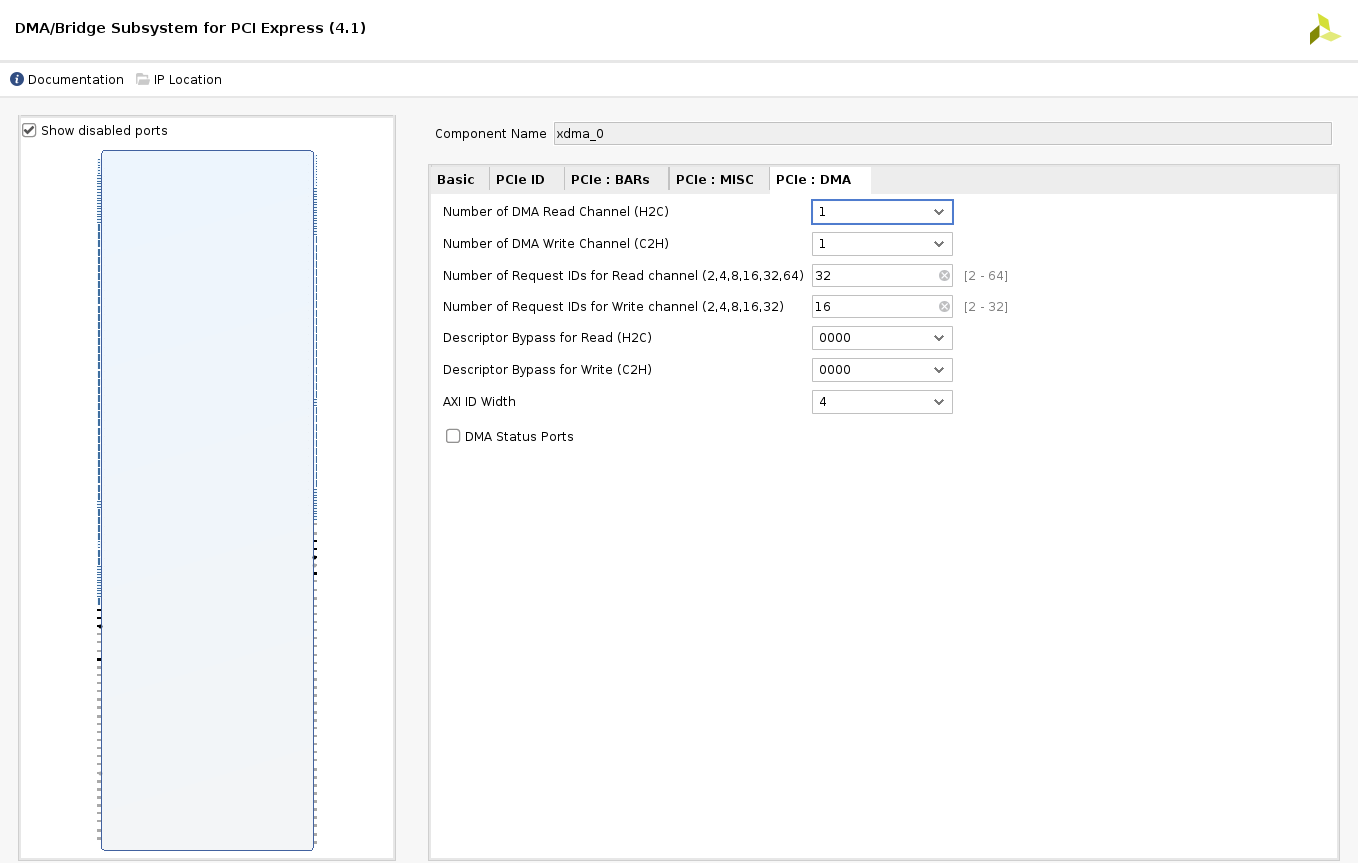 DMA/Bridge Subsystem for PCI Express (4.1)
Documentation IP Location
Show disabled ports
Component Name xdma_0
Basic PCIe ID PCIe : BARs PCIe : MISC PCIe : DMA
Number of DMA Read Channel (H2C) 1
Number of DMA Write Channel (C2H) 1
Number of Request IDs for Read channel (2,4,8,16,32,64) 32 [2 - 64]
Number of Request IDs for Write channel (2,4,8,16,32) 16 [2 - 32]
Descriptor Bypass for Read (H2C) 0000
Descriptor Bypass for Write (C2H) 0000
AXI ID Width 4
DMA Status Ports